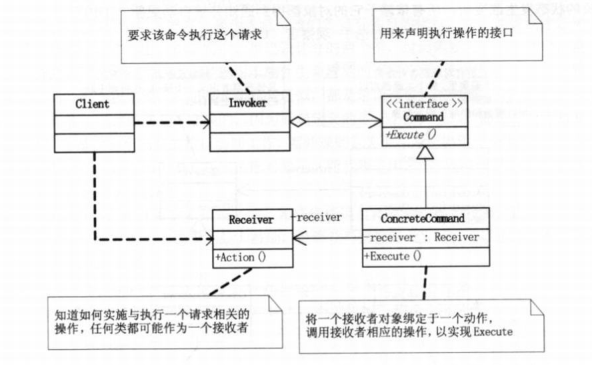 要求该命令执行这个请求
用来声明执行操作的接口
Client
Invoker
<<interface >>
Command
+Excute()
Receiver
+Action()
-receiver
ConcreteCommand
-receiver : Receiver
+Execute()
知道如何实施与执行一个请求相关的
操作，任何类都可能作为一个接收者
将一个接收者对象绑定于一个动作，
调用接收者相应的操作，以实现Execute